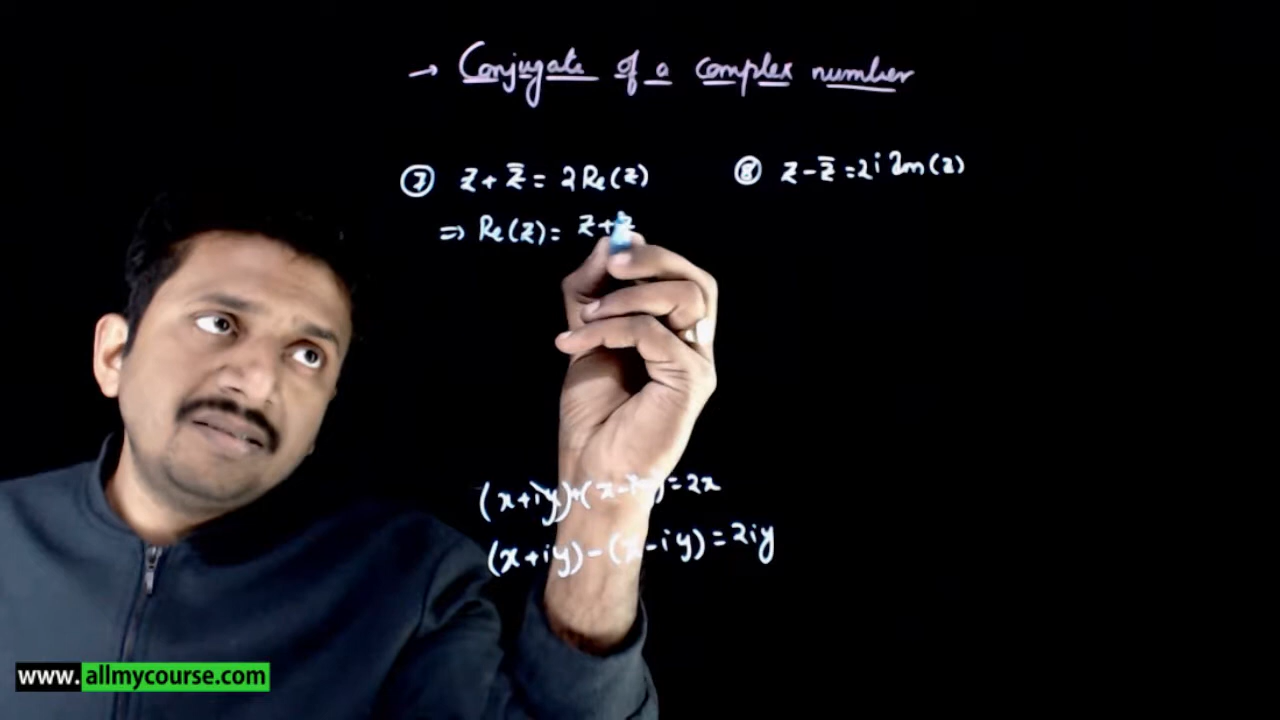 → Conjugate of a complex number
⑦ z + z̄ = 2Re(z)
⑧ z - z̄ = 2i Im(z)
⇒ Re(z) = z+z̄
(x+iy)+(x-iy)=2x
(x+iy)-(x-iy)=2iy
www.allmycourse.com